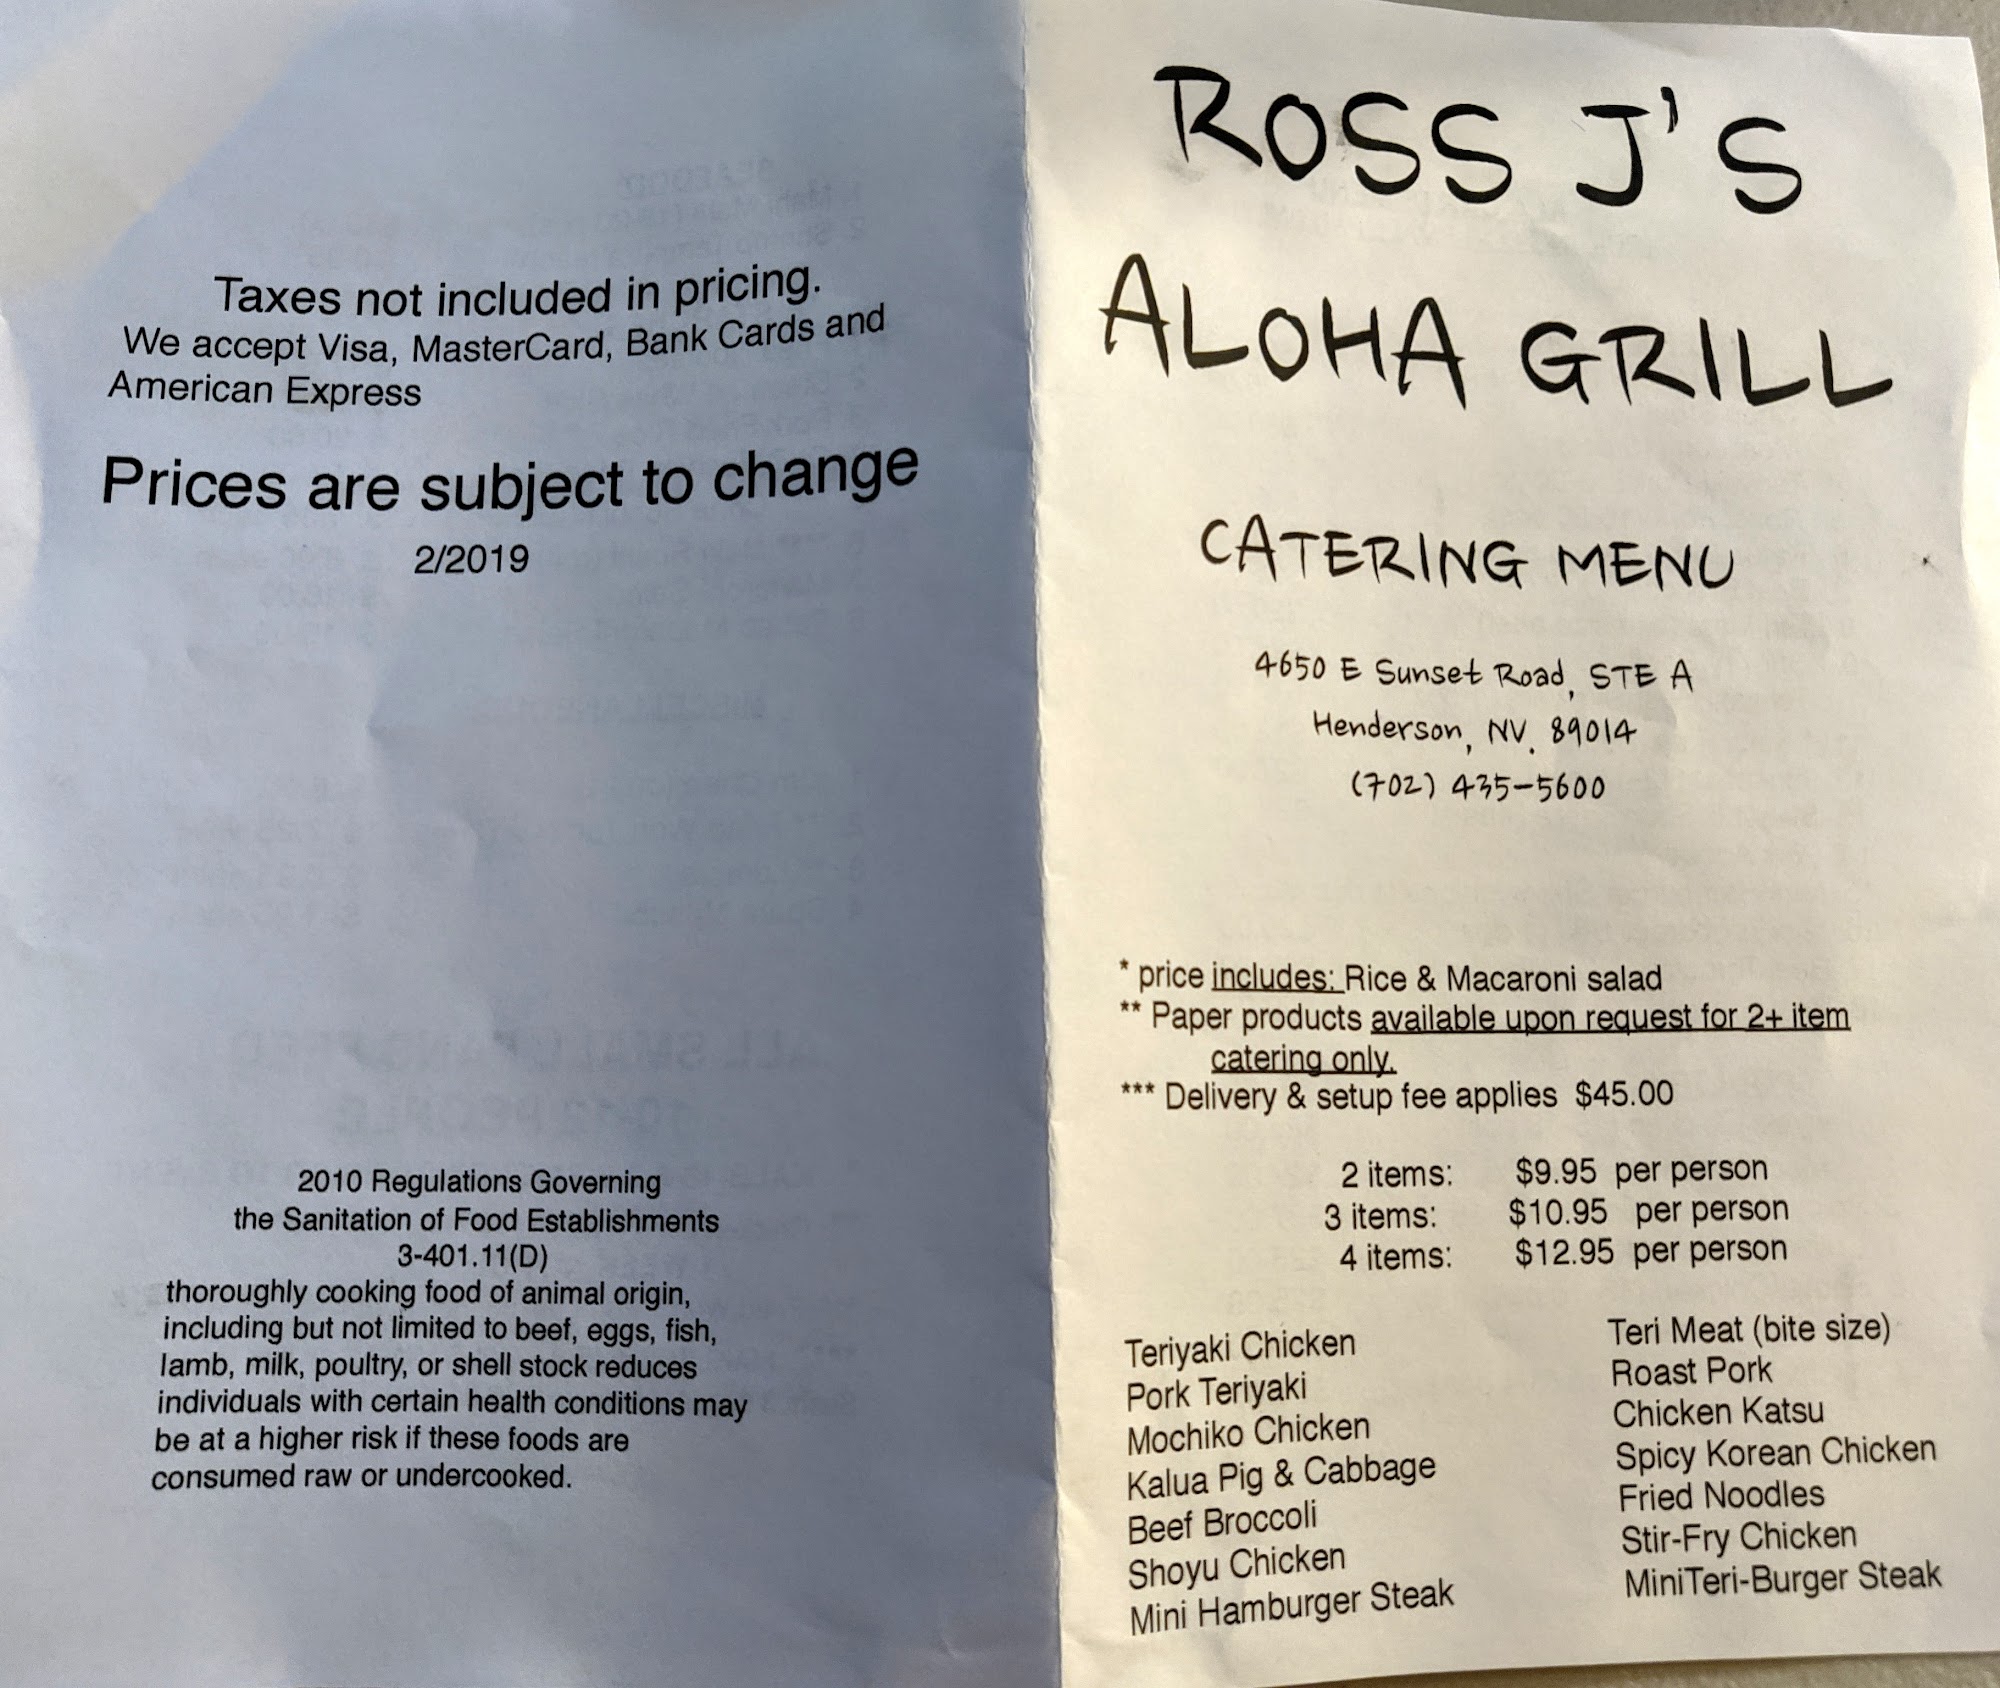 Taxes not included in pricing.
We accept Visa, MasterCard, Bank Cards and
American Express
Prices are subject to change
2/2019
2010 Regulations Governing
the Sanitation of Food Establishments
3-401.11(D)
thoroughly cooking food of animal origin,
including but not limited to beef, eggs, fish,
lamb, milk, poultry, or shell stock reduces
individuals with certain health conditions may
be at a higher risk if these foods are
consumed raw or undercooked.
ROSS J'S
ALOHA GRILL
CATERING MENU
4650 E Sunset Road, STE A
Henderson, NV. 89014
(702) 435-5600
* price includes: Rice & Macaroni salad
** Paper products available upon request for 2+ item
catering only.
*** Delivery & setup fee applies $45.00
2 items: $9.95 per person
3 items: $10.95 per person
4 items: $12.95 per person
Teriyaki Chicken
Pork Teriyaki
Mochiko Chicken
Kalua Pig & Cabbage
Beef Broccoli
Shoyu Chicken
Mini Hamburger Steak
Teri Meat (bite size)
Roast Pork
Chicken Katsu
Spicy Korean Chicken
Fried Noodles
Stir-Fry Chicken
MiniTeri-Burger Steak